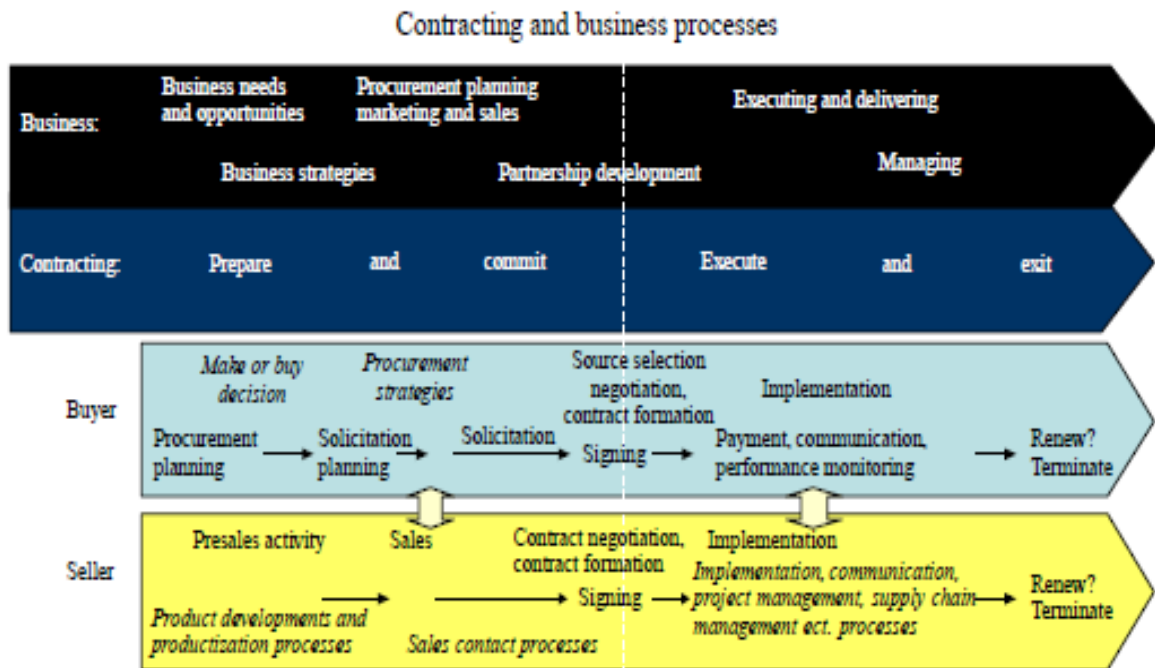 Contracting and business processes
Business needs
and opportunities
Procurement planning
marketing and sales
Executing and delivering
Business:
Business strategies
Partnership development
Managing
Contracting:
Prepare
and
commit
Execute
and
exit
Make or buy
decision
Procurement
strategies
Source selection
negotiation,
contract formation
Implementation
Buyer
Procurement
planning
Solicitation
planning
Solicitation
Signing
Payment, communication,
performance monitoring
Renew?
Terminate
Presales activity
Sales
Contract negotiation,
contract formation
Implementation
Seller
Implementation, communication,
project management, supply chain
management ect. processes
Signing
Renew?
Terminate
Product developments and
productization processes
Sales contact processes